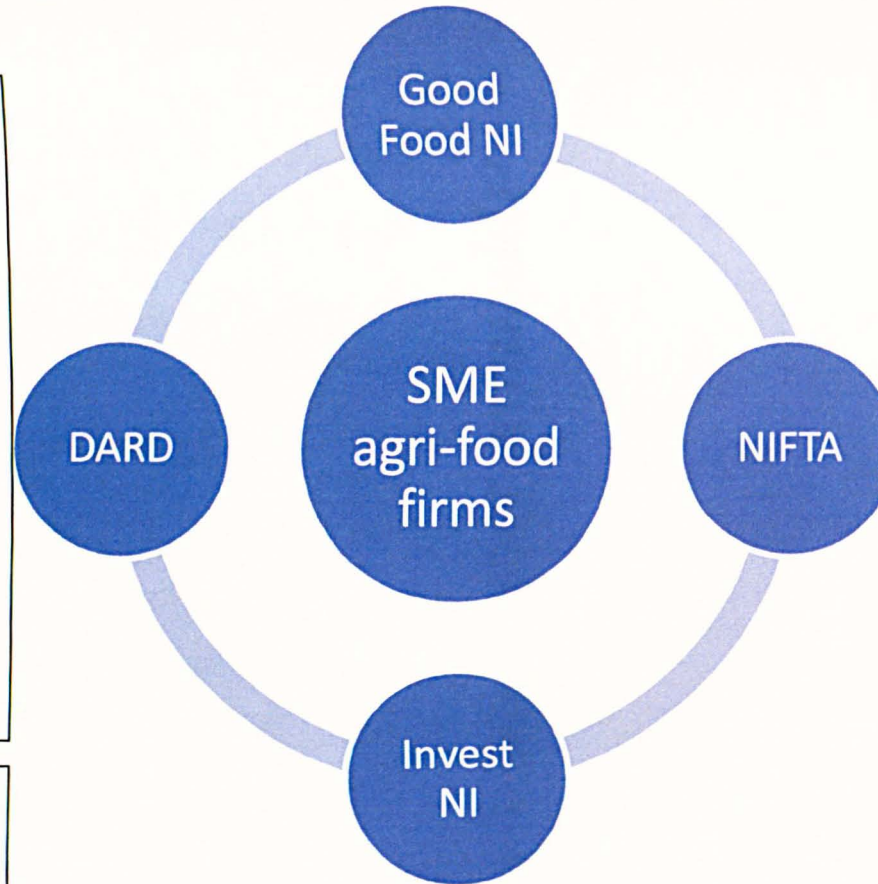 Good
Food NI
DARD
SME
agri-food
firms
NIFTA
Invest
NI